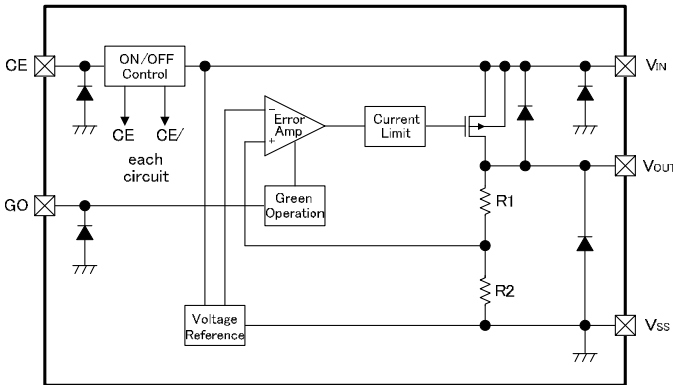 CE
ON/OFF
Control
VIN
CE
CE/
each
circuit
−
Error
Amp
+
Current
Limit
VOUT
GO
Green
Operation
R1
R2
Voltage
Reference
VSS